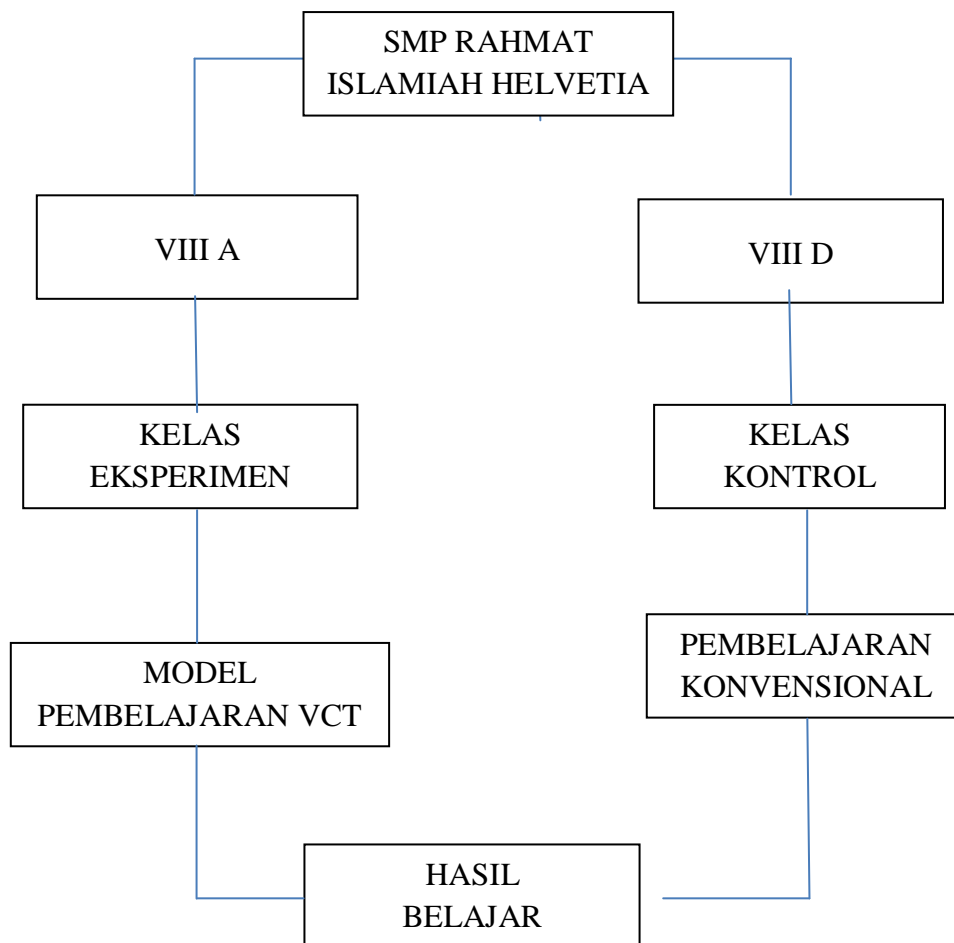 SMP RAHMAT
ISLAMIAH HELVETIA
VIII A
VIII D
KELAS
EKSPERIMEN
KELAS
KONTROL
MODEL
PEMBELAJARAN VCT
PEMBELAJARAN
KONVENSIONAL
HASIL
BELAJAR